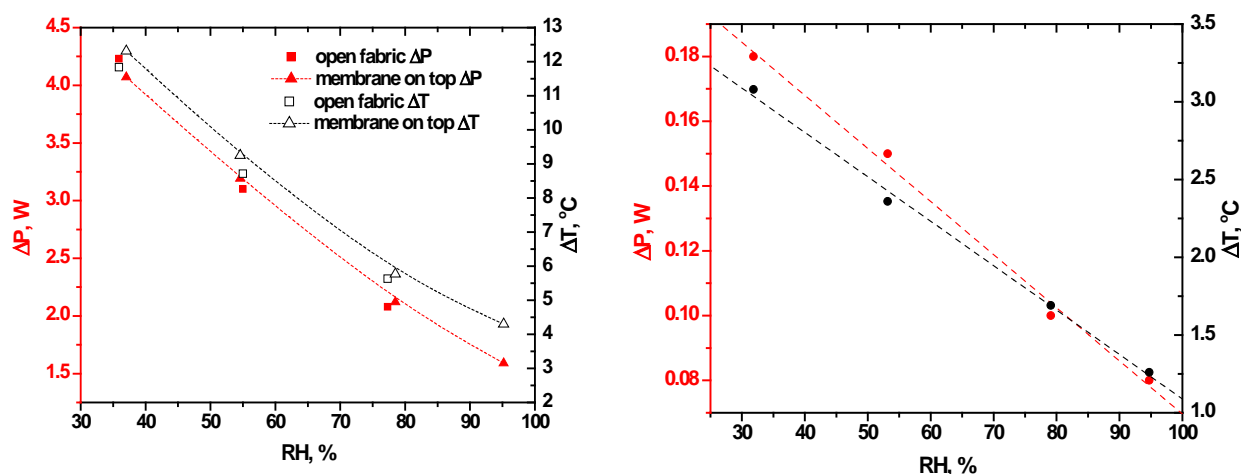 4.5
4.0
3.5
3.0
2.5
2.0
1.5
ΔP, W
13
12
11
10
9
8
7
6
5
4
3
2
ΔT, °C
open fabric ΔP
membrane on top ΔP
open fabric ΔT
membrane on top ΔT
30 40 50 60 70 80 90 100
RH, %
0.18
0.16
0.14
0.12
0.10
0.08
ΔP, W
3.5
3.0
2.5
2.0
1.5
1.0
ΔT, °C
30 40 50 60 70 80 90 100
RH, %